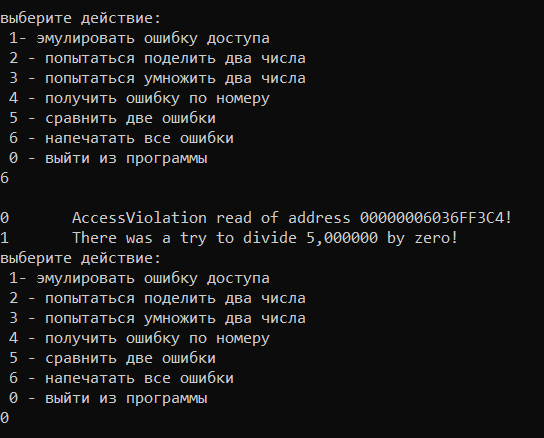 выберите действие:
1- эмулировать ошибку доступа
2 - попытаться поделить два числа
3 - попытаться умножить два числа
4 - получить ошибку по номеру
5 - сравнить две ошибки
6 - напечатать все ошибки
0 - выйти из программы
6
0 AccessViolation read of address 00000006036FF3C4!
1 There was a try to divide 5,000000 by zero!
выберите действие:
1- эмулировать ошибку доступа
2 - попытаться поделить два числа
3 - попытаться умножить два числа
4 - получить ошибку по номеру
5 - сравнить две ошибки
6 - напечатать все ошибки
0 - выйти из программы
0